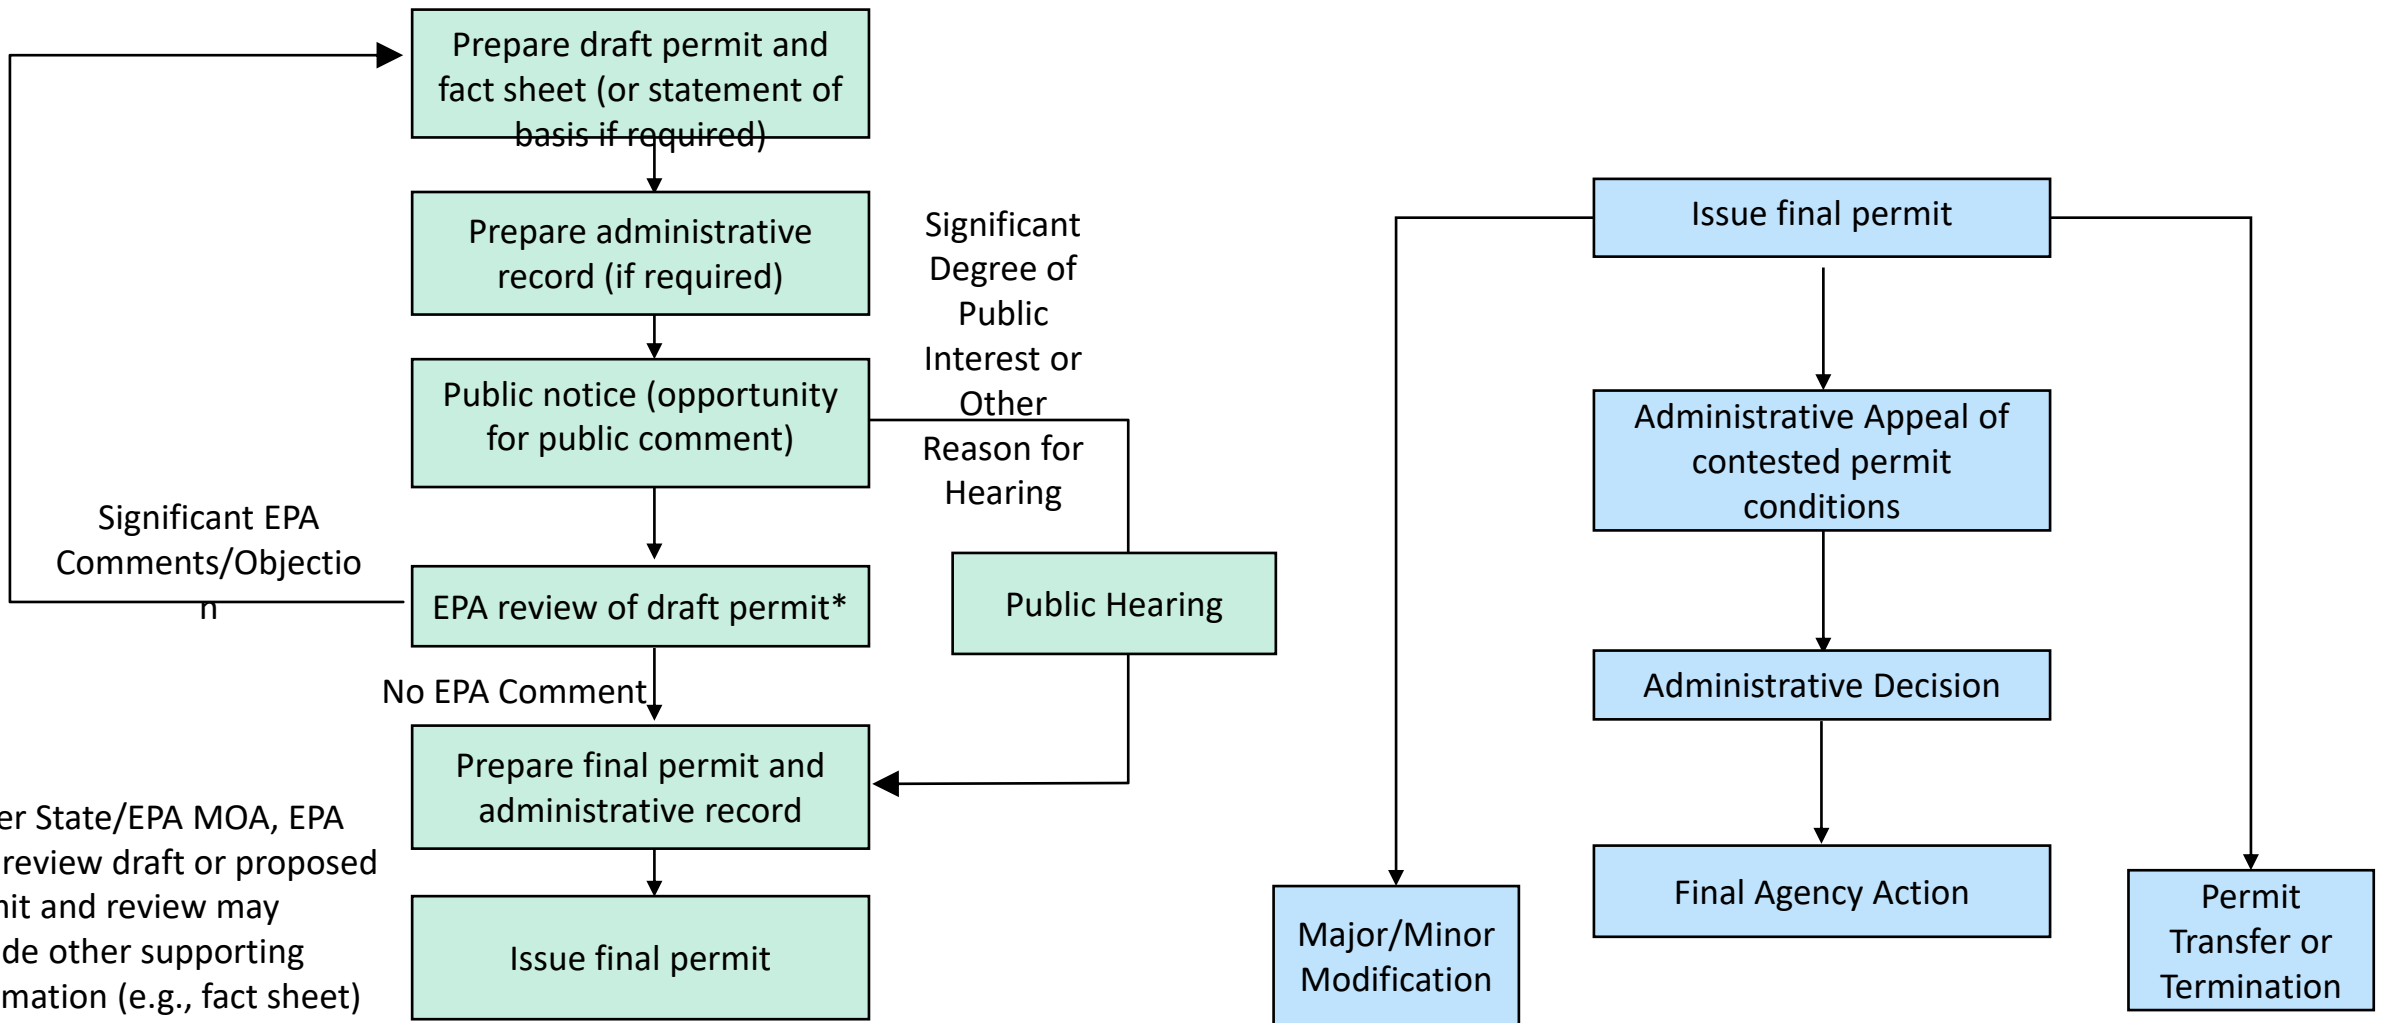 Prepare draft permit and
fact sheet (or statement of
basis if required)
Prepare administrative
record (if required)
Public notice (opportunity
for public comment)
Significant
Degree of
Public
Interest or
Other
Reason for
Hearing
Significant EPA
Comments/Objectio
n
EPA review of draft permit*
Public Hearing
No EPA Comment
Prepare final permit and
administrative record
Issue final permit
er State/EPA MOA, EPA
review draft or proposed
nit and review may
de other supporting
mation (e.g., fact sheet)
Issue final permit
Administrative Appeal of
contested permit
conditions
Administrative Decision
Final Agency Action
Major/Minor
Modification
Permit
Transfer or
Termination